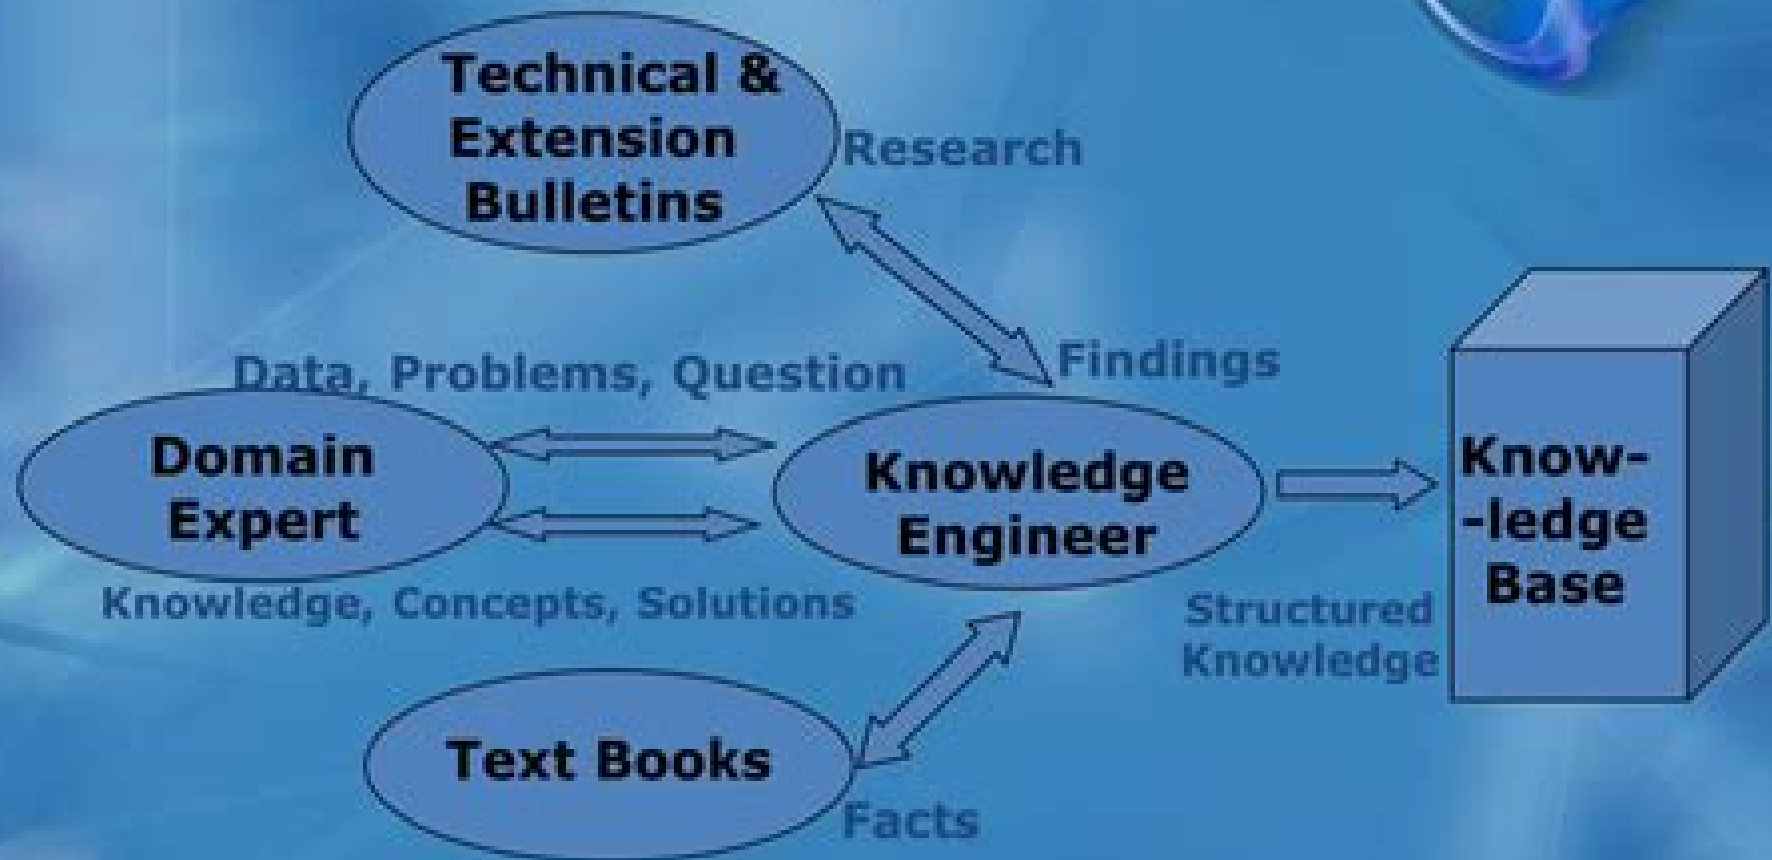 Technical &
Extension
Bulletins
Research
Findings
Data, Problems, Question
Domain
Expert
Knowledge
Engineer
Know-
-ledge
Base
Knowledge, Concepts, Solutions
Structured
Knowledge
Text Books
Facts